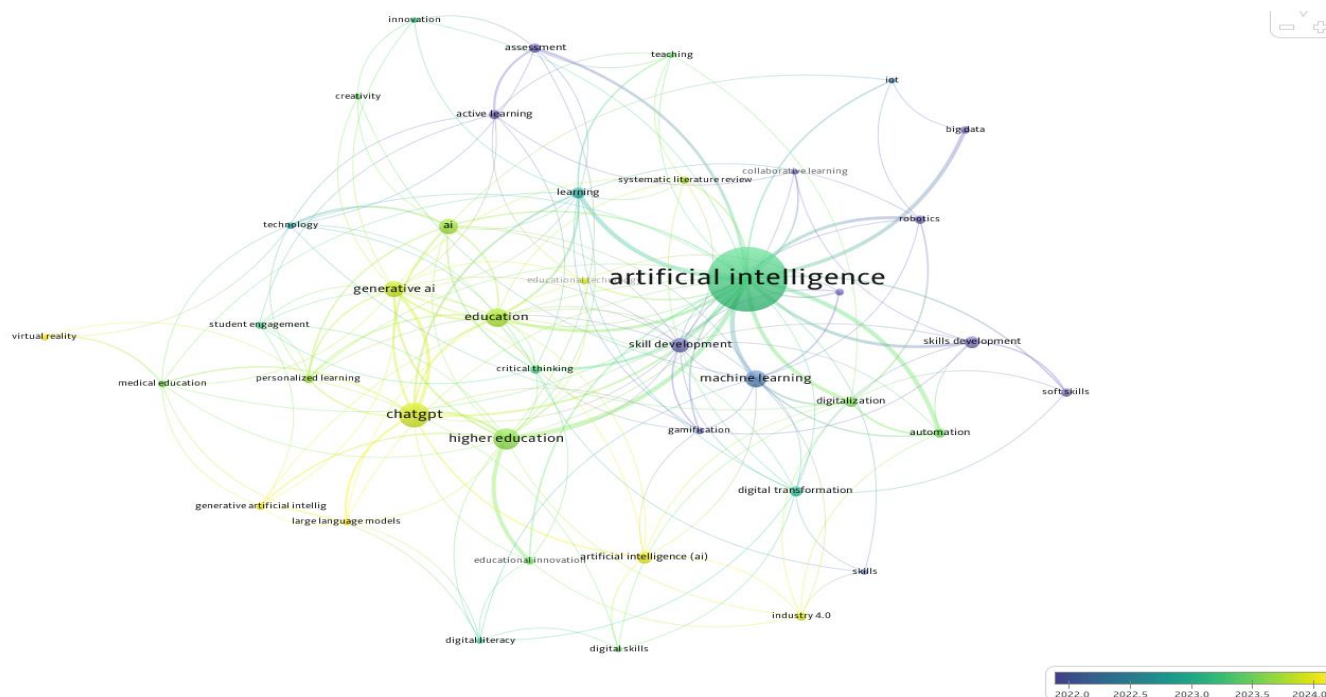 innovation
assessment
teaching
iot
creativity
active learning
big data
systematic literature review
collaborative learning
learning
technology
ai
robotics
artificial intelligence
educational technology
generative ai
education
student engagement
virtual reality
skill development
skills development
medical education
personalized learning
critical thinking
machine learning
soft skills
digitalization
chatgpt
higher education
gamification
automation
digital transformation
generative artificial intellig
large language models
educational innovation
artificial intelligence (ai)
skills
industry 4.0
digital literacy
digital skills
2022.0 2022.5 2023.0 2023.5 2024.0